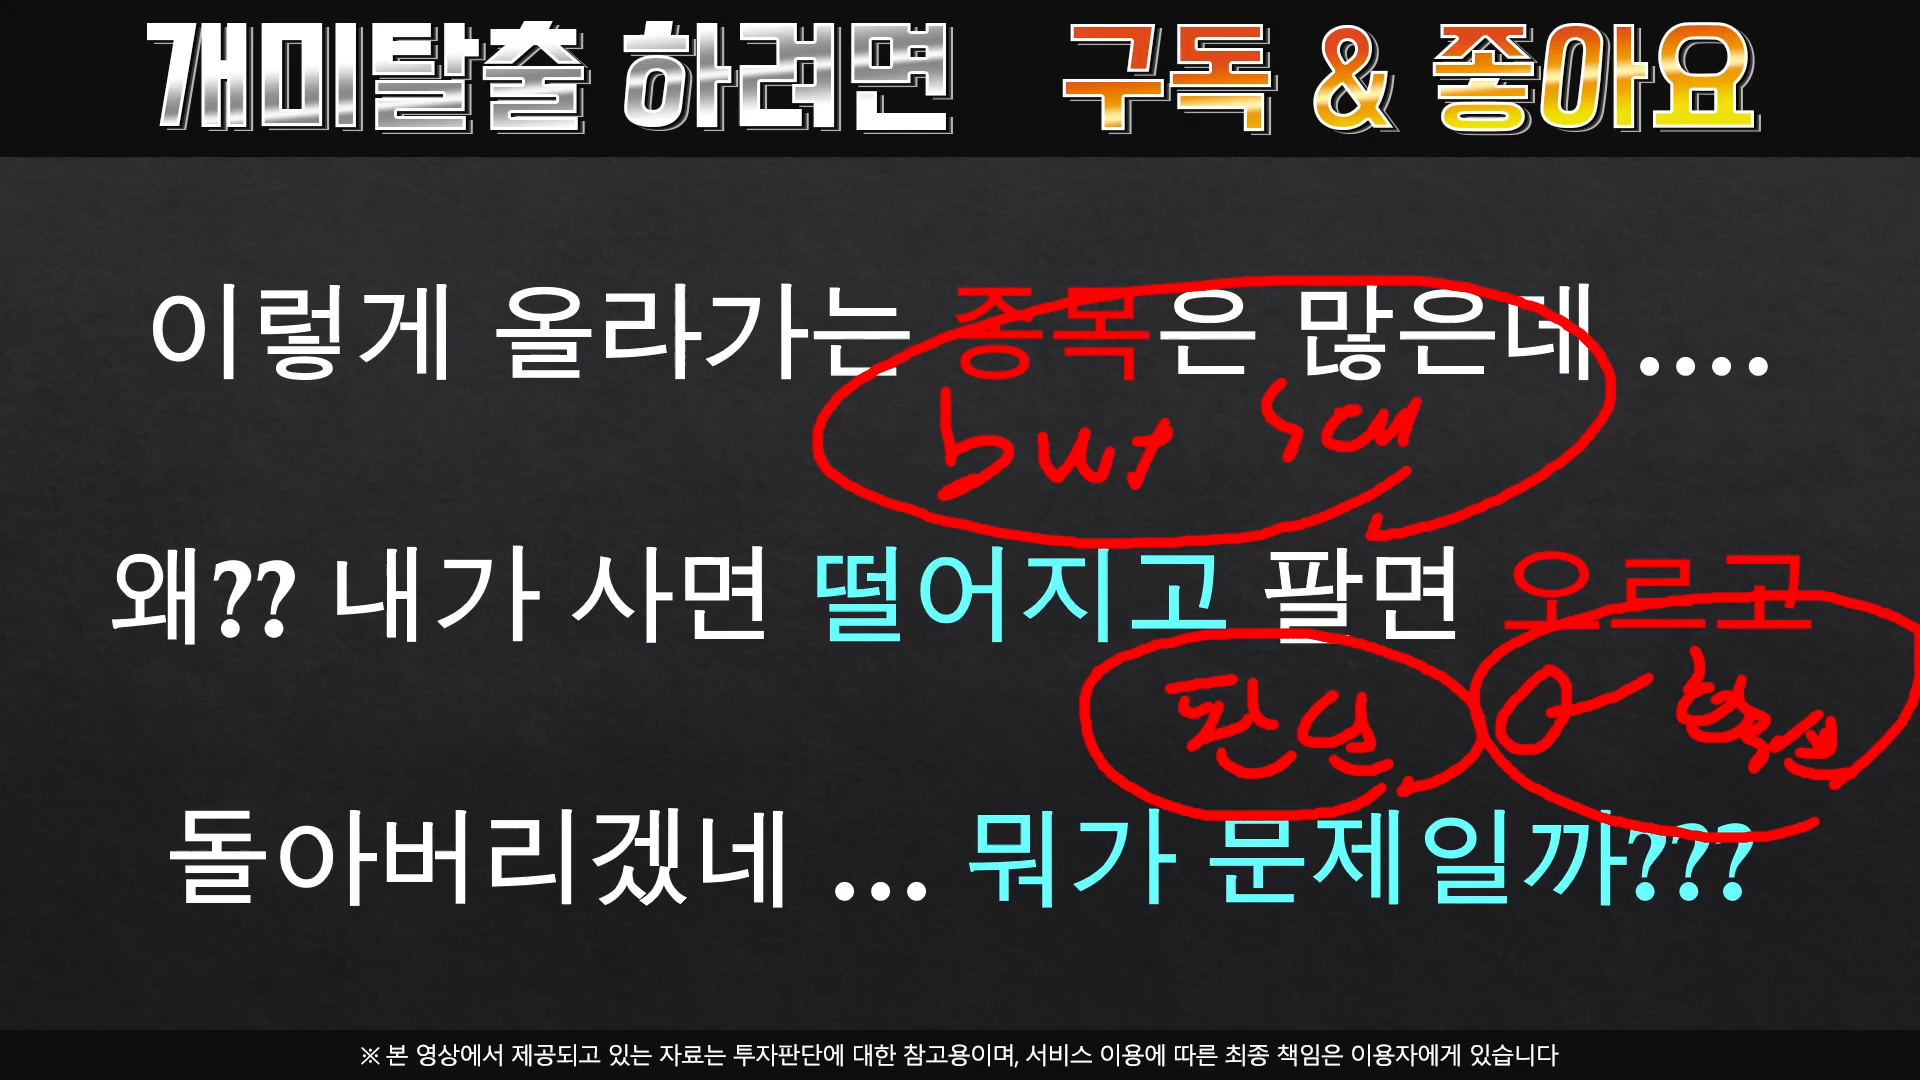 개미탈출 하려면 구독 & 좋아요
이렇게 올라가는 종목은 많은데 ....
but
왜?? 내가 사면 떨어지고 팔면 오르고
판단
돌아버리겠네 ... 뭐가 문제일까???
※ 본 영상에서 제공되고 있는 자료는 투자판단에 대한 참고용이며, 서비스 이용에 따른 최종 책임은 이용자에게 있습니다